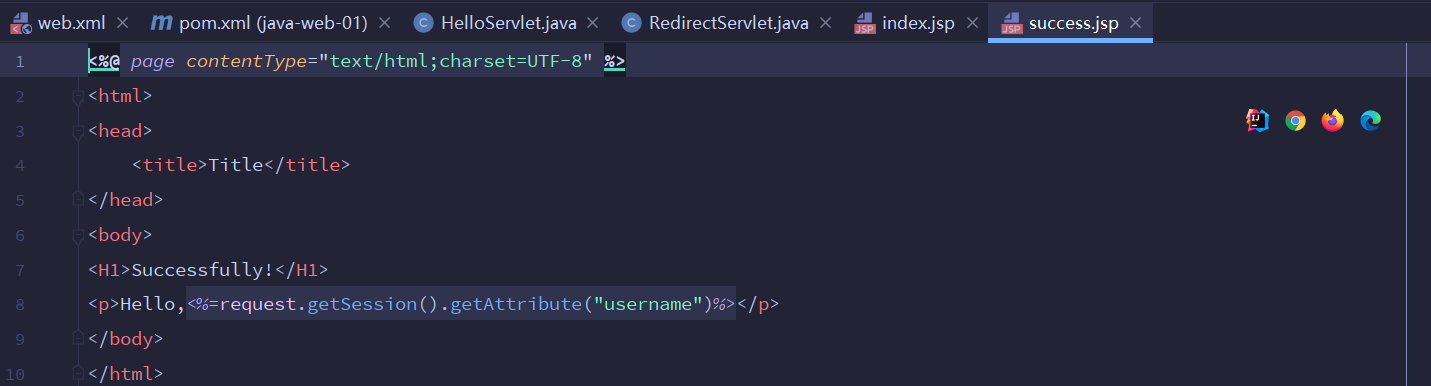 web.xml pom.xml (java-web-01) HelloServlet.java RedirectServlet.java index.jsp success.jsp
1 <%@ page contentType="text/html;charset=UTF-8" %>
2 <html>
3 <head>
4     <title>Title</title>
5 </head>
6 <body>
7 <H1>Successfully!</H1>
8 <p>Hello,<%=request.getSession().getAttribute("username")%></p>
9 </body>
10 </html>